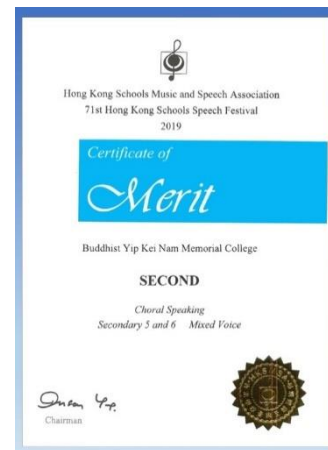 Hong Kong Schools Music and Speech Association
71st Hong Kong Schools Speech Festival
2019
Certificate of
Merit
Buddhist Yip Kei Nam Memorial College
SECOND
Choral Speaking
Secondary 5 and 6 Mixed Voice
Chairman